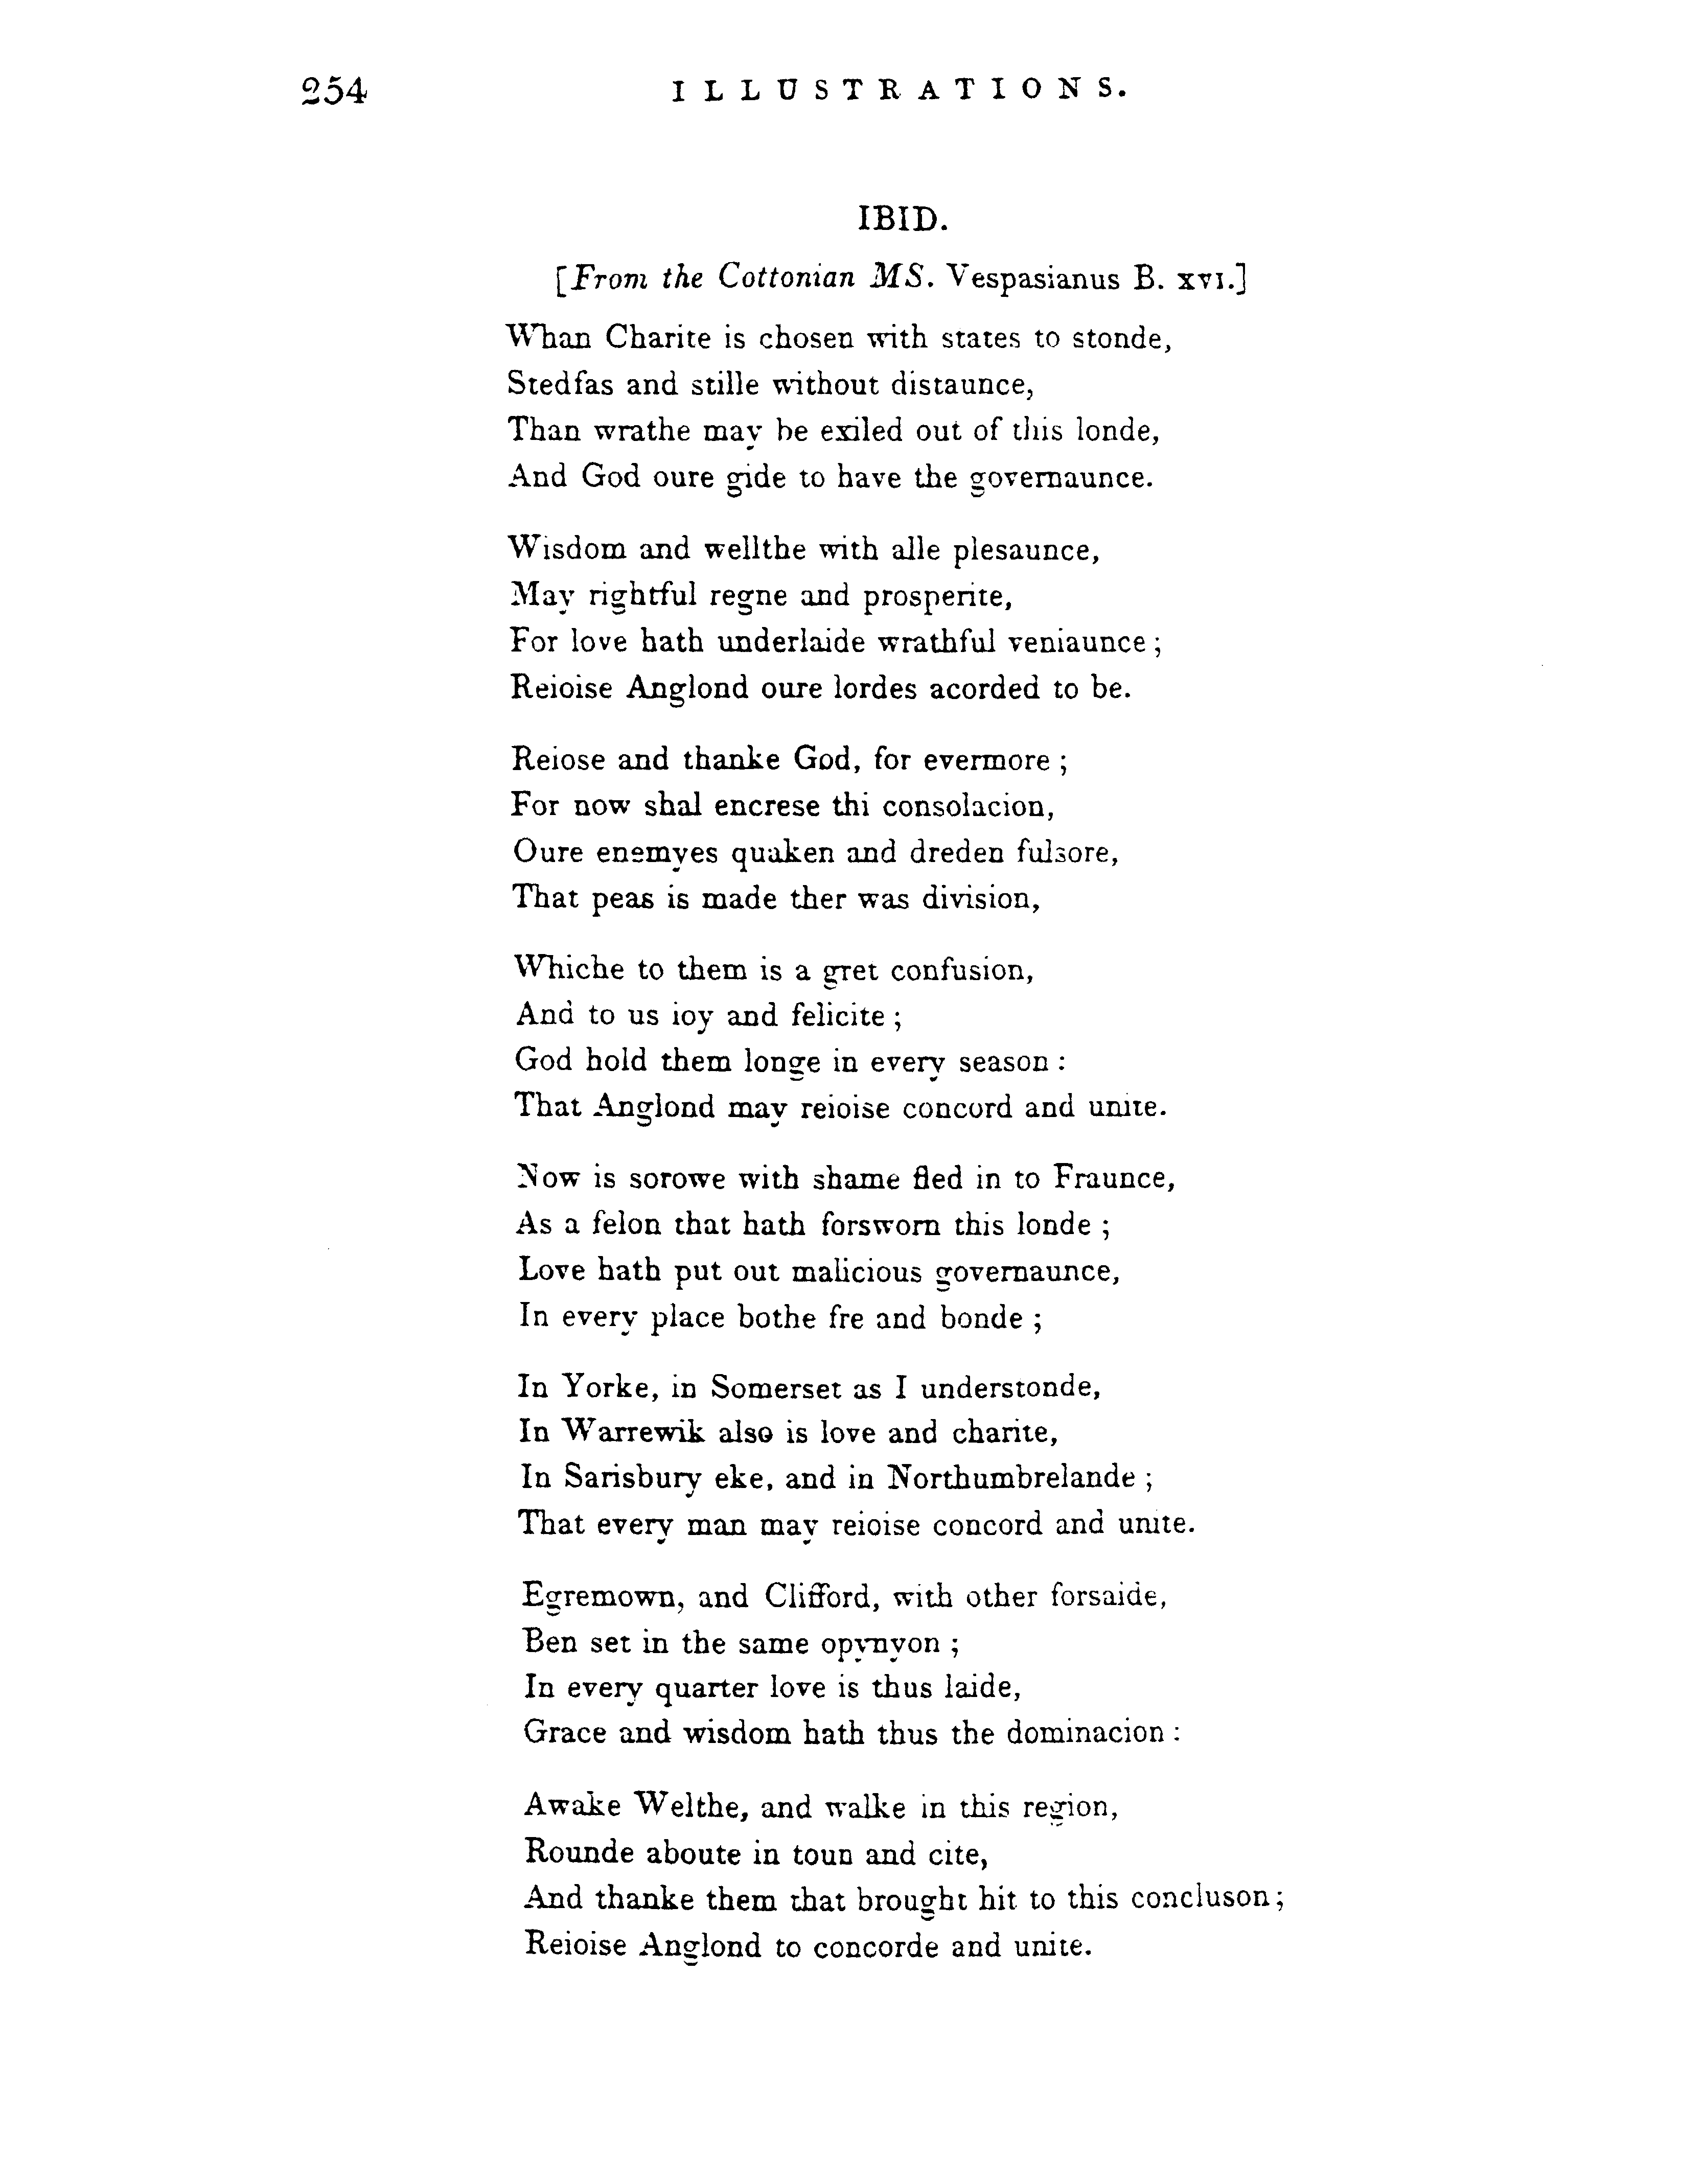 254 ILLUSTRATIONS.
IBID.
[From the Cottonian MS. Vespasianus B. XVI.]
Whan Charite is chosen with states to stonde,
Stedfas and stille without distaunce,
Than wrathe may be exiled out of this londe,
And God oure gide to have the governaunce.
Wisdom and wellthe with alle plesaunce,
May rightful regne and prosperite,
For love hath underlaide wrathful veniaunce ;
Reioise Anglond oure lordes acorded to be.
Reiose and thanke God, for evermore ;
For now shal encrese thi consolacion,
Oure enemyes quaken and dreden fulsore,
That peas is made ther was division,
Whiche to them is a gret confusion,
And to us ioy and felicite ;
God hold them longe in every season :
That Anglond may reioise concord and unite.
Now is sorowe with shame fled in to Fraunce,
As a felon that hath forsworn this londe ;
Love hath put out malicious governaunce,
In every place bothe fre and bonde ;
In Yorke, in Somerset as I understonde,
In Warrewik also is love and charite,
In Sarisbury eke, and in Northumbrelande ;
That every man may reioise concord and unite.
Egremown, and Clifford, with other forsaide,
Ben set in the same opynyon ;
In every quarter love is thus laide,
Grace and wisdom hath thus the dominacion :
Awake Welthe, and walke in this region,
Rounde aboute in toun and cite,
And thanke them that brought hit to this concluson ;
Reioise Anglond to concorde and unite.